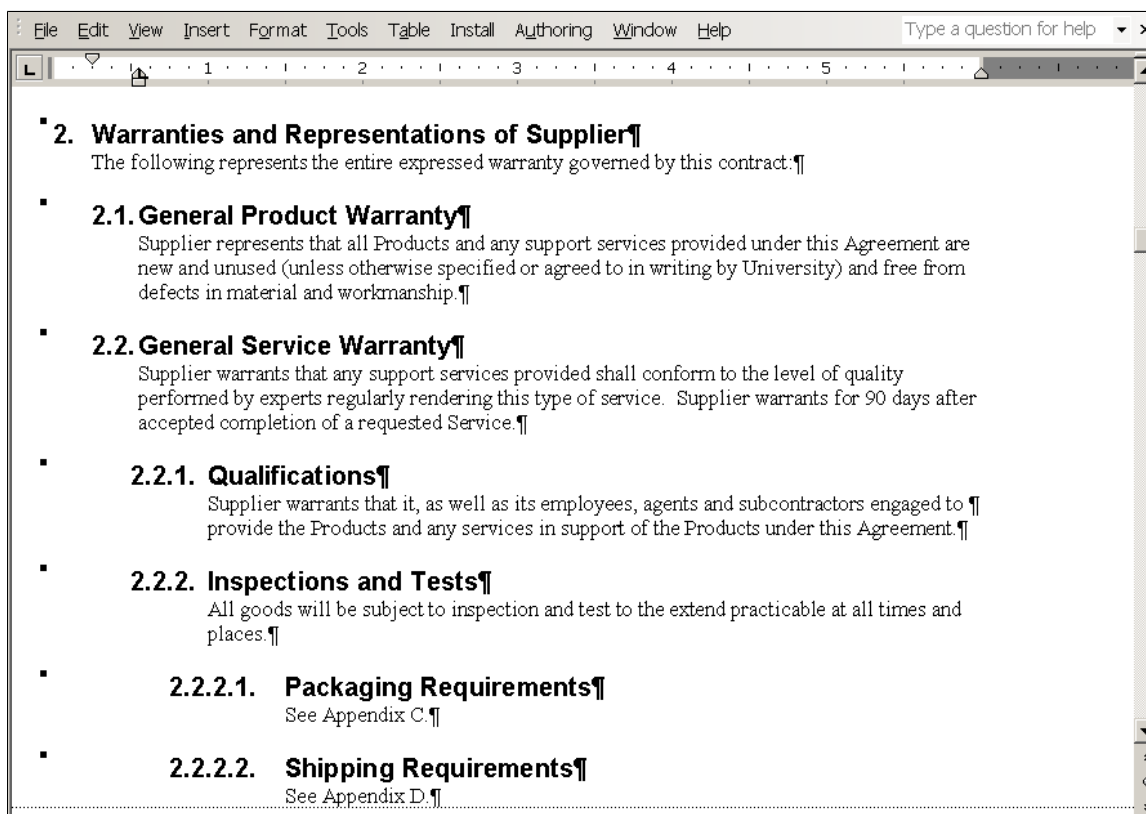 File Edit View Insert Format Tools Table Install Authoring Window Help Type a question for help
L 1 2 3 4 5
2. Warranties and Representations of Supplier¶
The following represents the entire expressed warranty governed by this contract:¶
2.1. General Product Warranty¶
Supplier represents that all Products and any support services provided under this Agreement are
new and unused (unless otherwise specified or agreed to in writing by University) and free from
defects in material and workmanship.¶
2.2. General Service Warranty¶
Supplier warrants that any support services provided shall conform to the level of quality
performed by experts regularly rendering this type of service. Supplier warrants for 90 days after
accepted completion of a requested Service.¶
2.2.1. Qualifications¶
Supplier warrants that it, as well as its employees, agents and subcontractors engaged to ¶
provide the Products and any services in support of the Products under this Agreement.¶
2.2.2. Inspections and Tests¶
All goods will be subject to inspection and test to the extend practicable at all times and
places.¶
2.2.2.1. Packaging Requirements¶
See Appendix C.¶
2.2.2.2. Shipping Requirements¶
See Appendix D.¶